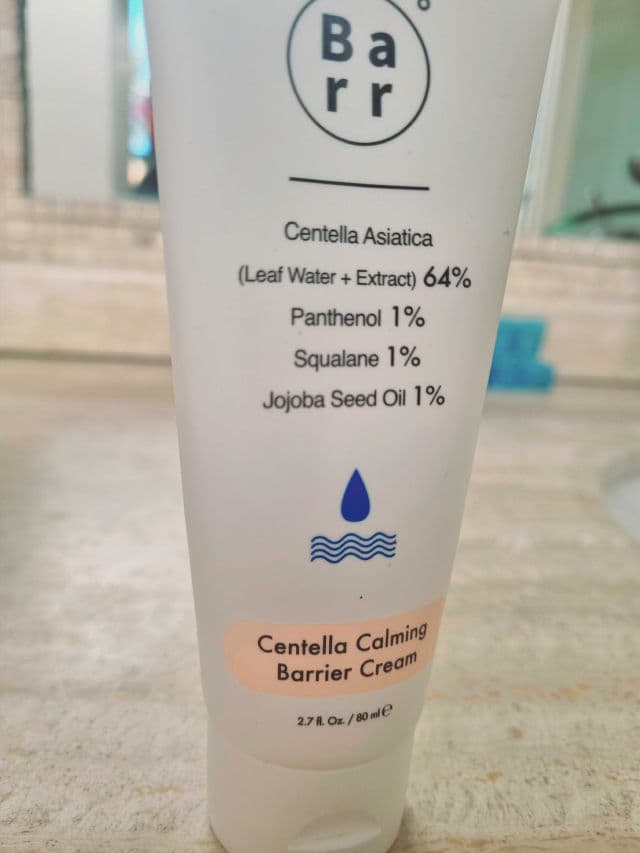 Ba
rr
Centella Asiatica
(Leaf Water + Extract) 64%
Panthenol 1%
Squalane 1%
Jojoba Seed Oil 1%
Centella Calming
Barrier Cream
2.7 fl. Oz. / 80 ml ℮